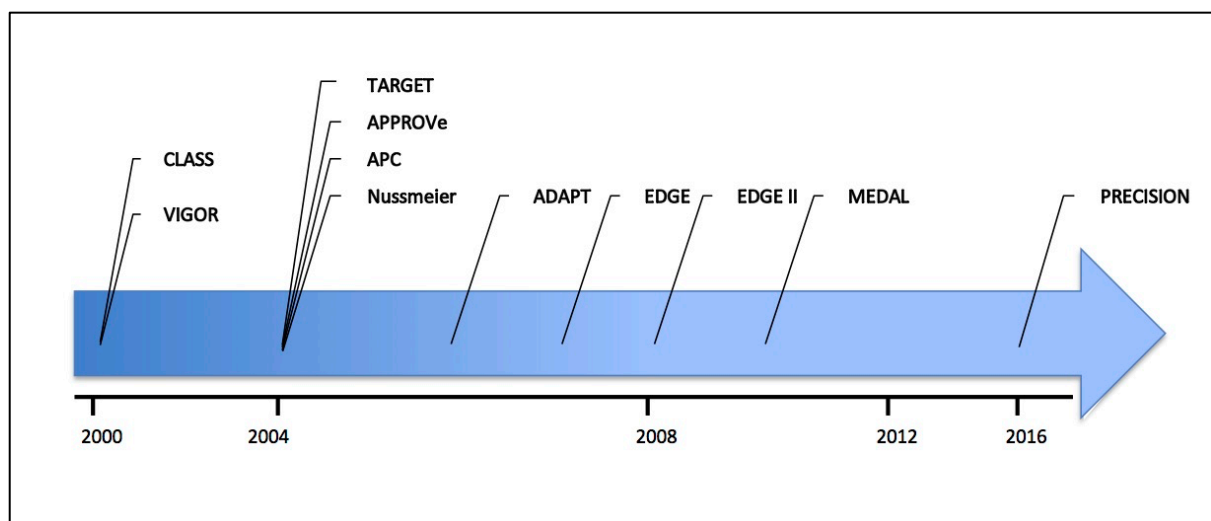 TARGET
APPROVe
CLASS
APC
VIGOR
Nussmeier
ADAPT
EDGE
EDGE II
MEDAL
PRECISION
2000
2004
2008
2012
2016